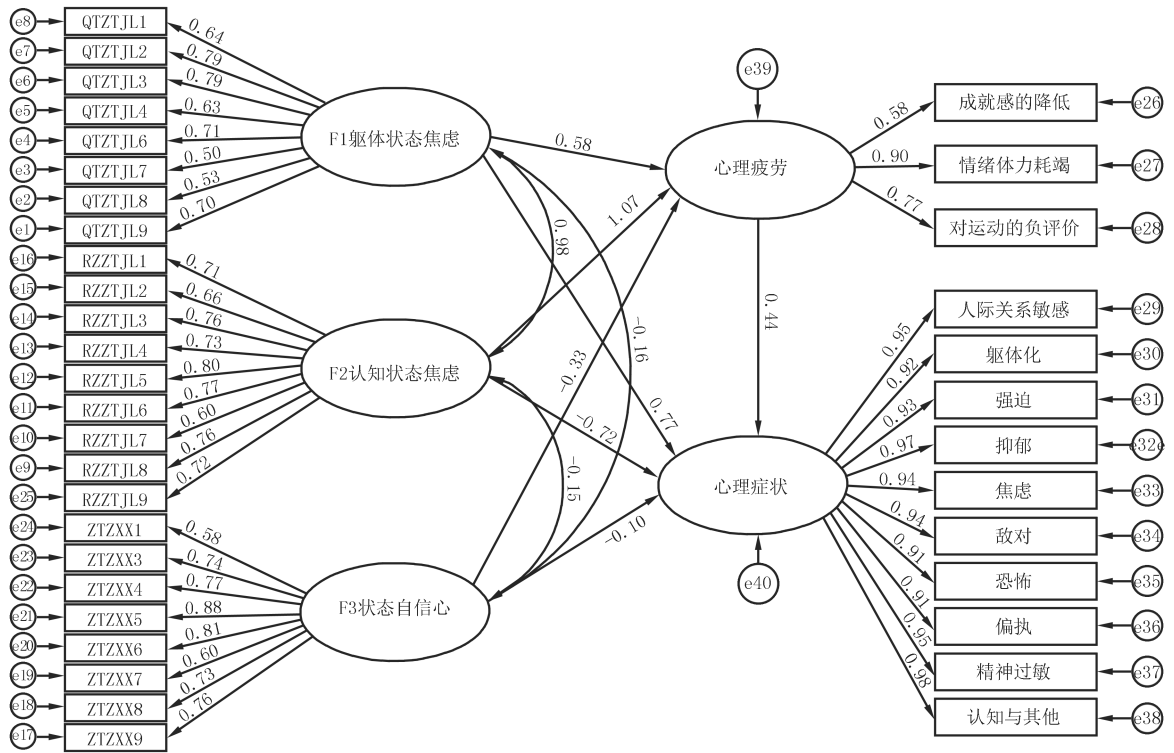 e8 QTZTJL1 0.64
e7 QTZTJL2 0.79
e6 QTZTJL3 0.79
e5 QTZTJL4 0.63
e4 QTZTJL6 0.71
e3 QTZTJL7 0.50
e2 QTZTJL8 0.53
e1 QTZTJL9 0.70
F1躯体状态焦虑
e16 RZZTJL1 0.71
e15 RZZTJL2 0.66
e14 RZZTJL3 0.76
e13 RZZTJL4 0.73
e12 RZZTJL5 0.80
e11 RZZTJL6 0.77
e10 RZZTJL7 0.60
e9 RZZTJL8 0.76
e25 RZZTJL9 0.72
F2认知状态焦虑
e24 ZTZXX1 0.58
e23 ZTZXX3 0.74
e22 ZTZXX4 0.77
e21 ZTZXX5 0.88
e20 ZTZXX6 0.81
e19 ZTZXX7 0.60
e18 ZTZXX8 0.73
e17 ZTZXX9 0.76
F3状态自信心
0.58
1.07
0.98
-0.16
-0.33
0.77
-0.72
-0.15
-0.10
e39
心理疲劳
0.44
心理症状
e40
0.58 成就感的降低 e26
0.90 情绪体力耗竭 e27
0.77 对运动的负评价 e28
0.95 人际关系敏感 e29
0.92 躯体化 e30
0.93 强迫 e31
0.97 抑郁 e32e
0.94 焦虑 e33
0.94 敌对 e34
0.91 恐怖 e35
0.91 偏执 e36
0.95 精神过敏 e37
0.98 认知与其他 e38